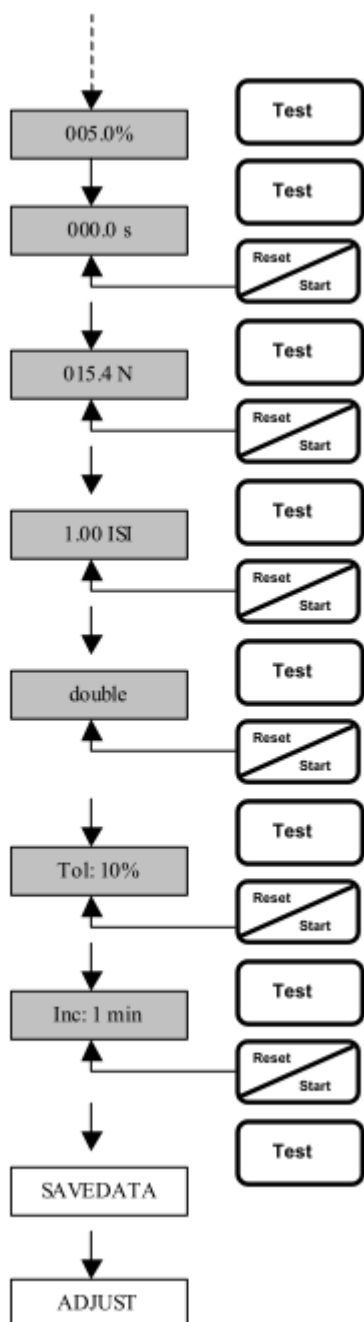 Test
005.0%
Test
000.0 s
Reset
Start
Test
015.4 N
Reset
Start
Test
1.00 ISI
Reset
Start
Test
double
Reset
Start
Test
Tol: 10%
Reset
Start
Test
Inc: 1 min
Reset
Start
Test
SAVEDATA
ADJUST